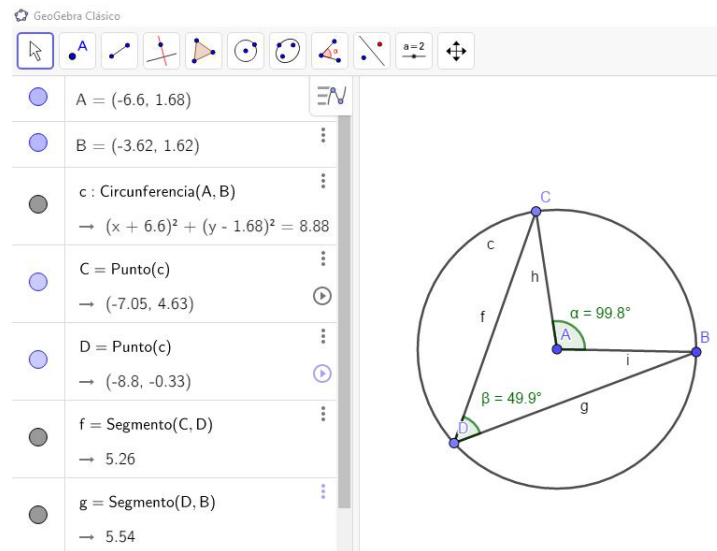 GeoGebra Clásico
A
α
a=2
A = (-6.6, 1.68)
B = (-3.62, 1.62)
c : Circunferencia(A, B)
→ (x + 6.6)² + (y - 1.68)² = 8.88
C = Punto(c)
→ (-7.05, 4.63)
D = Punto(c)
→ (-8.8, -0.33)
f = Segmento(C, D)
→ 5.26
g = Segmento(D, B)
→ 5.54
C
c
h
f
α = 99.8°
A
B
i
β = 49.9°
g
D